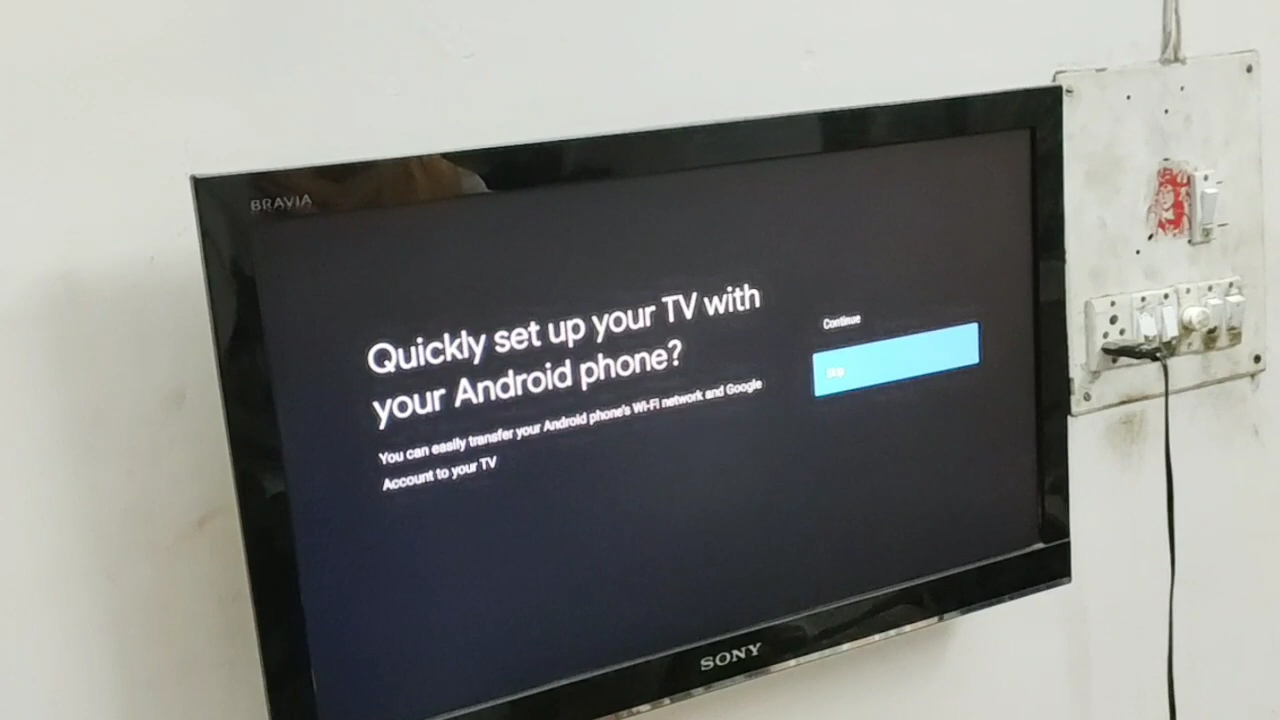 BRAVIA
Quickly set up your TV with
your Android phone?
You can easily transfer your Android phone's Wi-Fi network and Google
Account to your TV
Continue
Skip
SONY